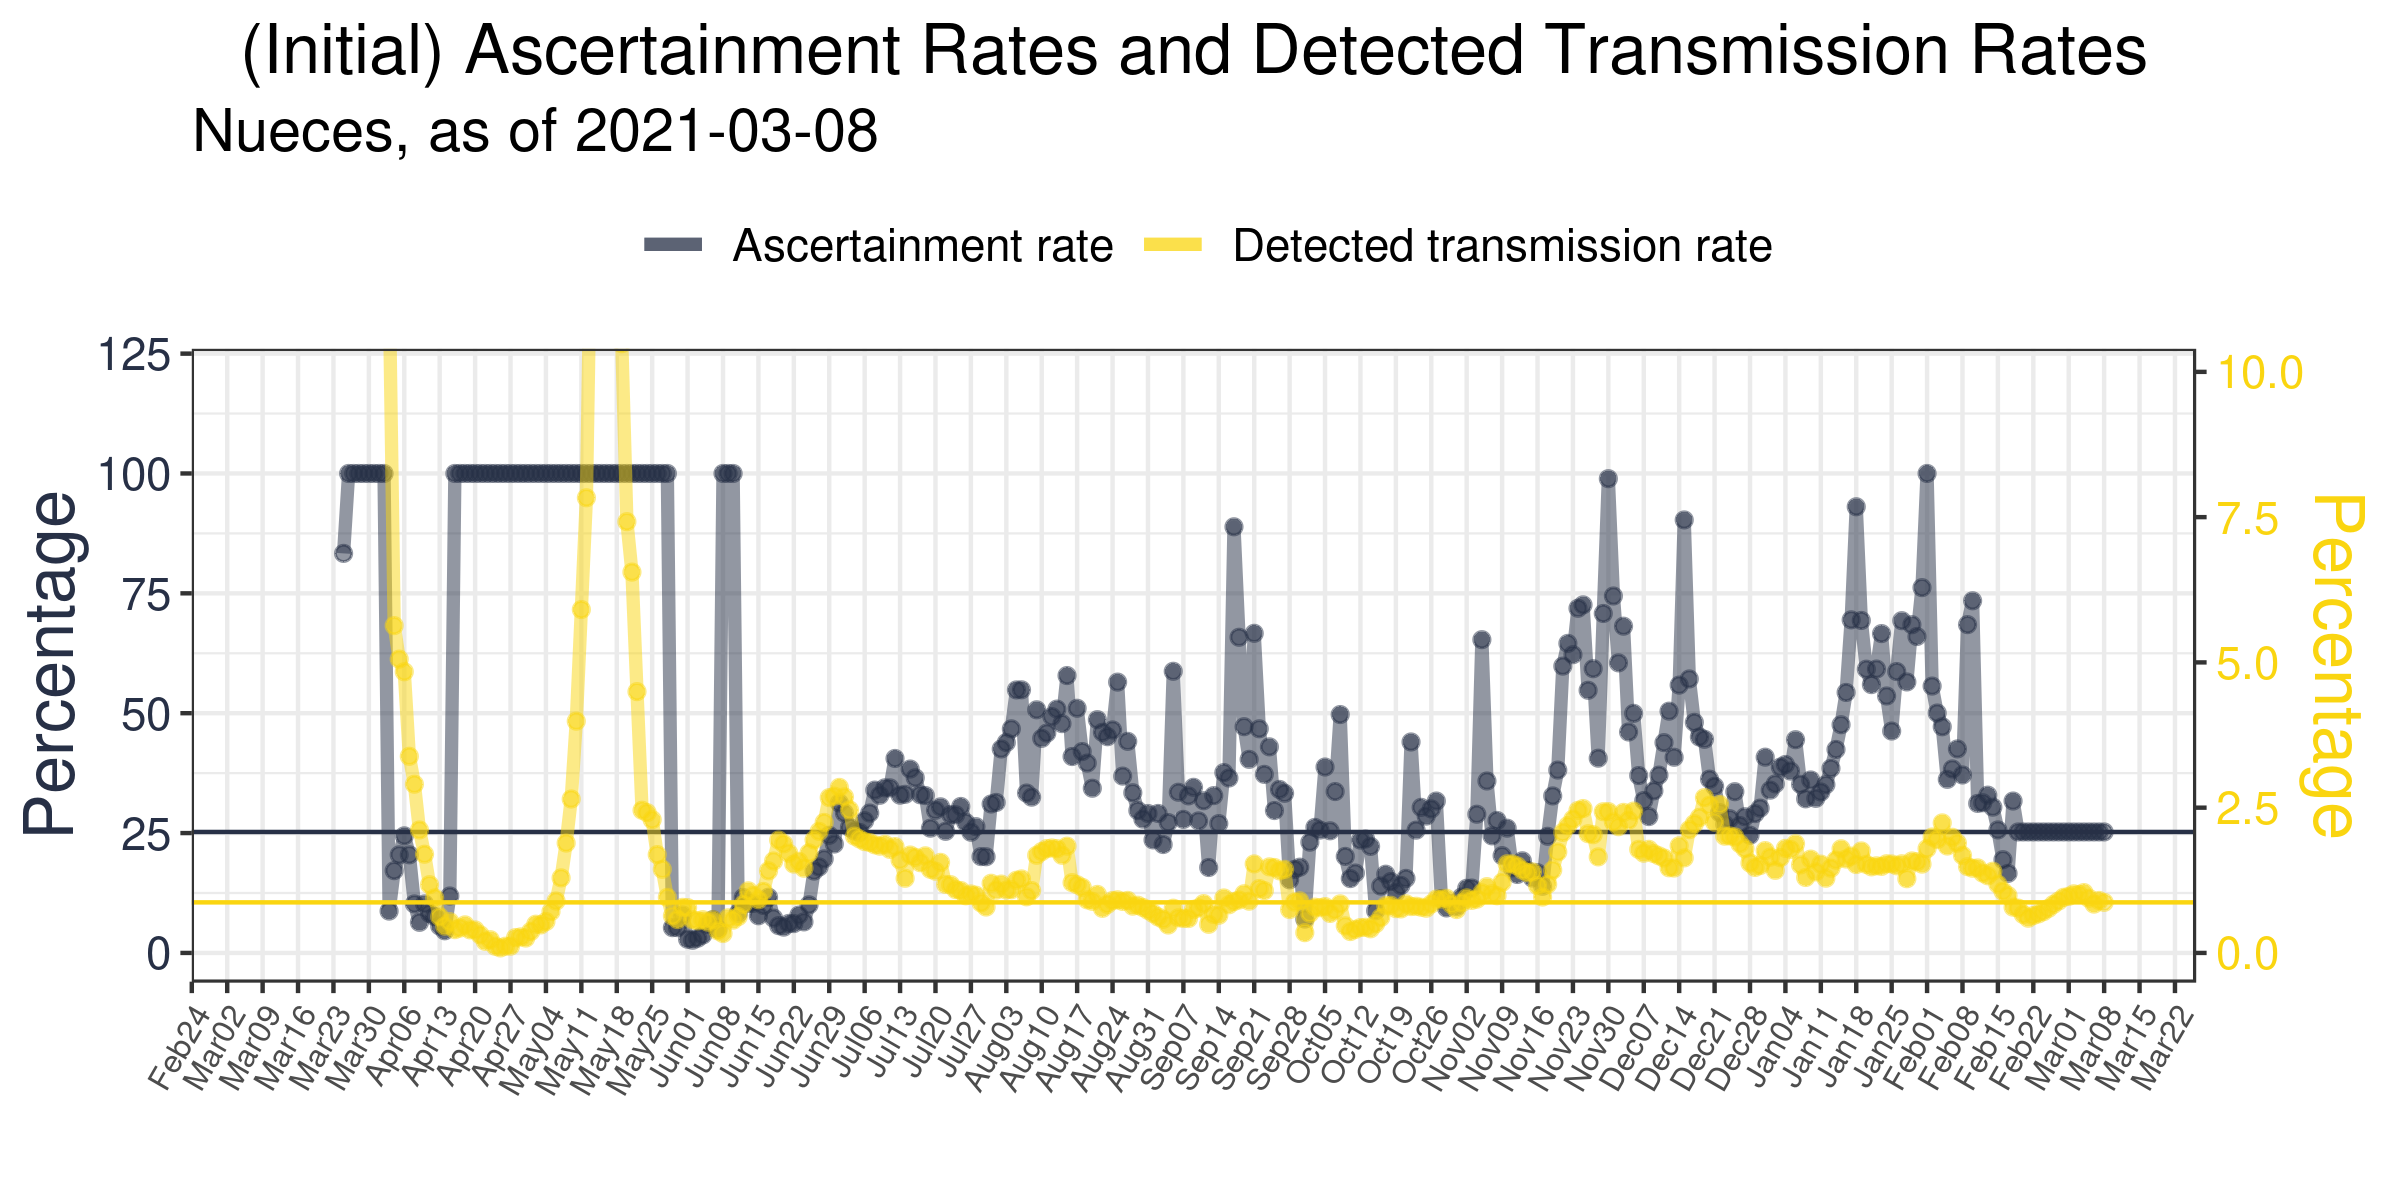 (Initial) Ascertainment Rates and Detected Transmission Rates
Nueces, as of 2021-03-08
Ascertainment rate Detected transmission rate
125
100
75
50
25
0
Percentage
10.0
7.5
5.0
2.5
0.0
Percentage
Feb24 Mar02 Mar09 Mar16 Mar23 Mar30 Apr06 Apr13 Apr20 Apr27 May04 May11 May18 May25 Jun01 Jun08 Jun15 Jun22 Jun29 Jul06 Jul13 Jul20 Jul27 Aug03 Aug10 Aug17 Aug24 Aug31 Sep07 Sep14 Sep21 Sep28 Oct05 Oct12 Oct19 Oct26 Nov02 Nov09 Nov16 Nov23 Nov30 Dec07 Dec14 Dec21 Dec28 Jan04 Jan11 Jan18 Jan25 Feb01 Feb08 Feb15 Feb22 Mar01 Mar08 Mar15 Mar22